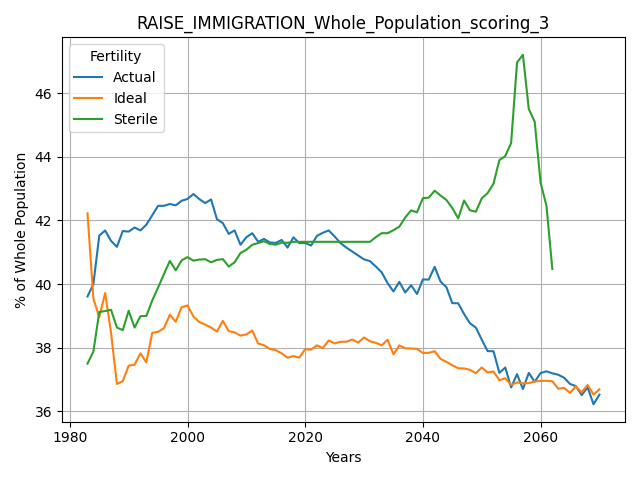 RAISE_IMMIGRATION_Whole_Population_scoring_3
Fertility
Actual
Ideal
Sterile
% of Whole Population
46
44
42
40
38
36
1980
2000
2020
2040
2060
Years